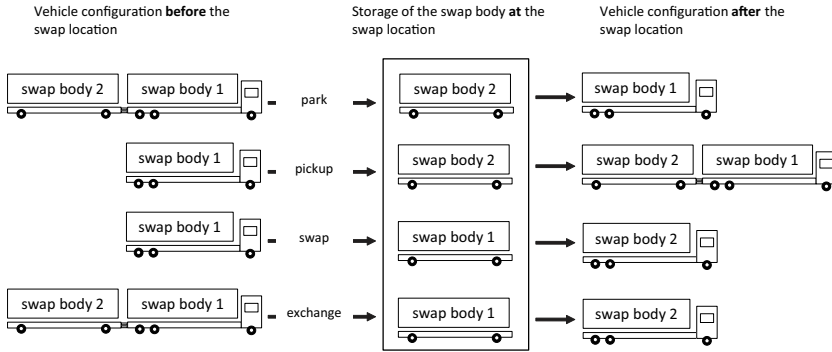 Vehicle configuration before the
swap location
Storage of the swap body at the
swap location
Vehicle configuration after the
swap location
swap body 2 swap body 1 park swap body 2 swap body 1
swap body 1 pickup swap body 2 swap body 2 swap body 1
swap body 1 swap swap body 1 swap body 2
swap body 2 swap body 1 exchange swap body 1 swap body 2